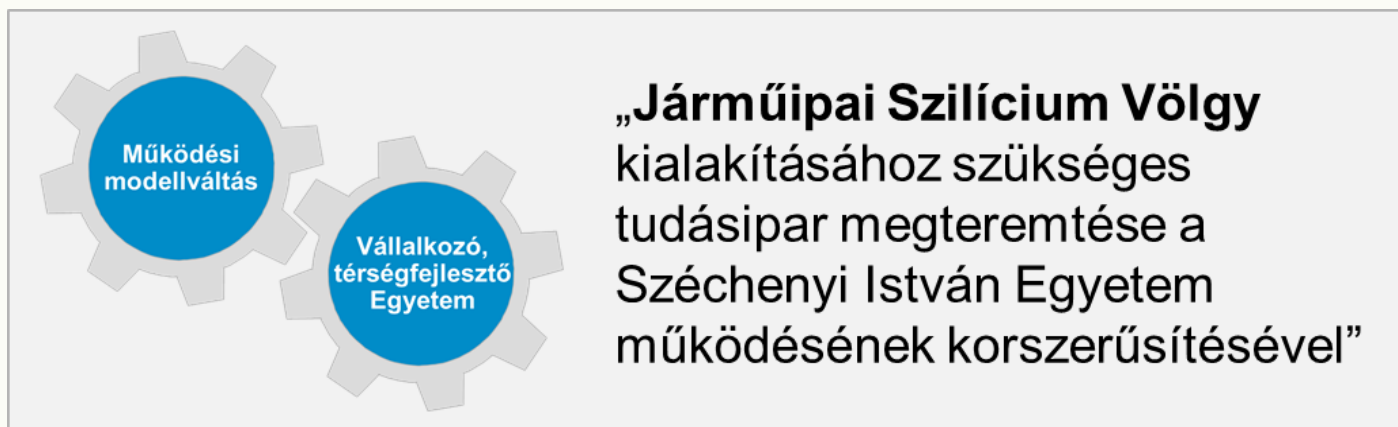 Működési
modellváltás
Vállalkozó,
térségfejlesztő
Egyetem
„Járműipai Szilícium Völgy
kialakításához szükséges
tudásipar megteremtése a
Széchenyi István Egyetem
működésének korszerűsítésével”